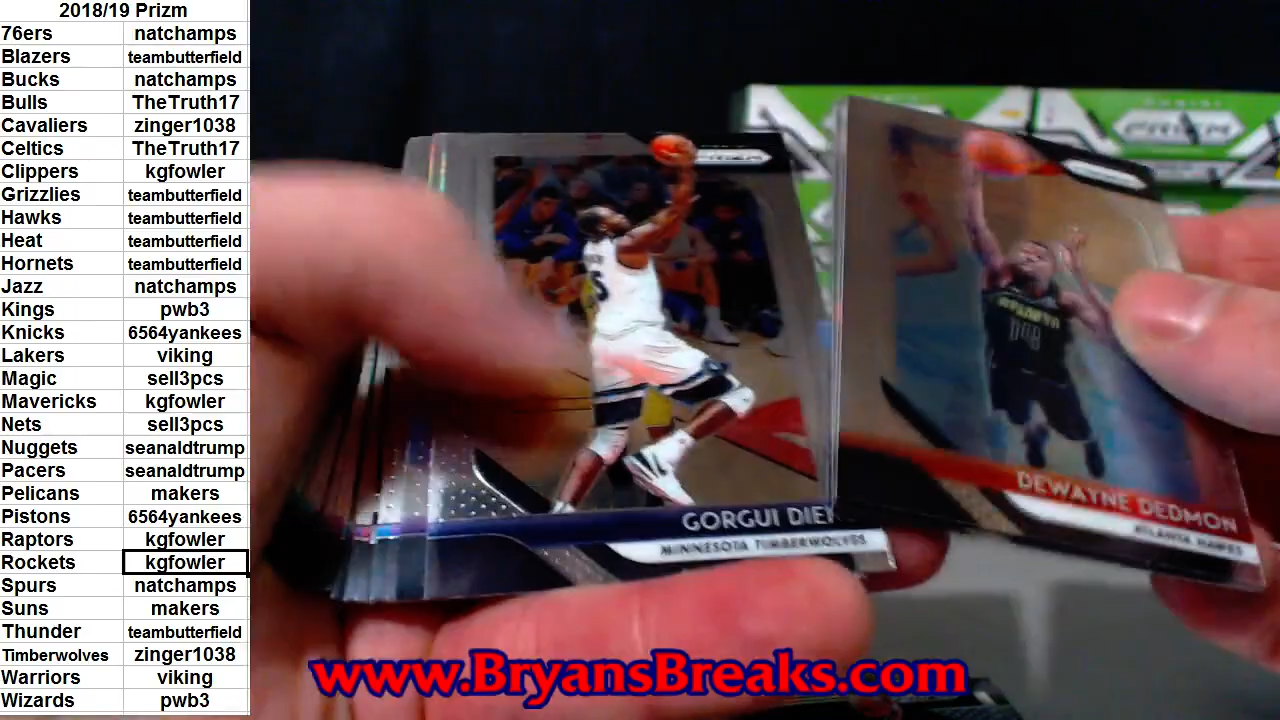 2018/19 Prizm
76ers natchamps
Blazers teambutterfield
Bucks natchamps
Bulls TheTruth17
Cavaliers zinger1038
Celtics TheTruth17
Clippers kgfowler
Grizzlies teambutterfield
Hawks teambutterfield
Heat teambutterfield
Hornets teambutterfield
Jazz natchamps
Kings pwb3
Knicks 6564yankees
Lakers viking
Magic sell3pcs
Mavericks kgfowler
Nets sell3pcs
Nuggets seanaldtrump
Pacers seanaldtrump
Pelicans makers
Pistons 6564yankees
Raptors kgfowler
Rockets kgfowler
Spurs natchamps
Suns makers
Thunder teambutterfield
Timberwolves zinger1038
Warriors viking
Wizards pwb3
PRIZM
GORGUI DIE
MINNESOTA TIMBERWOLVES
DEWAYNE DEDMON
ATLANTA HAWKS
www.BryansBreaks.com